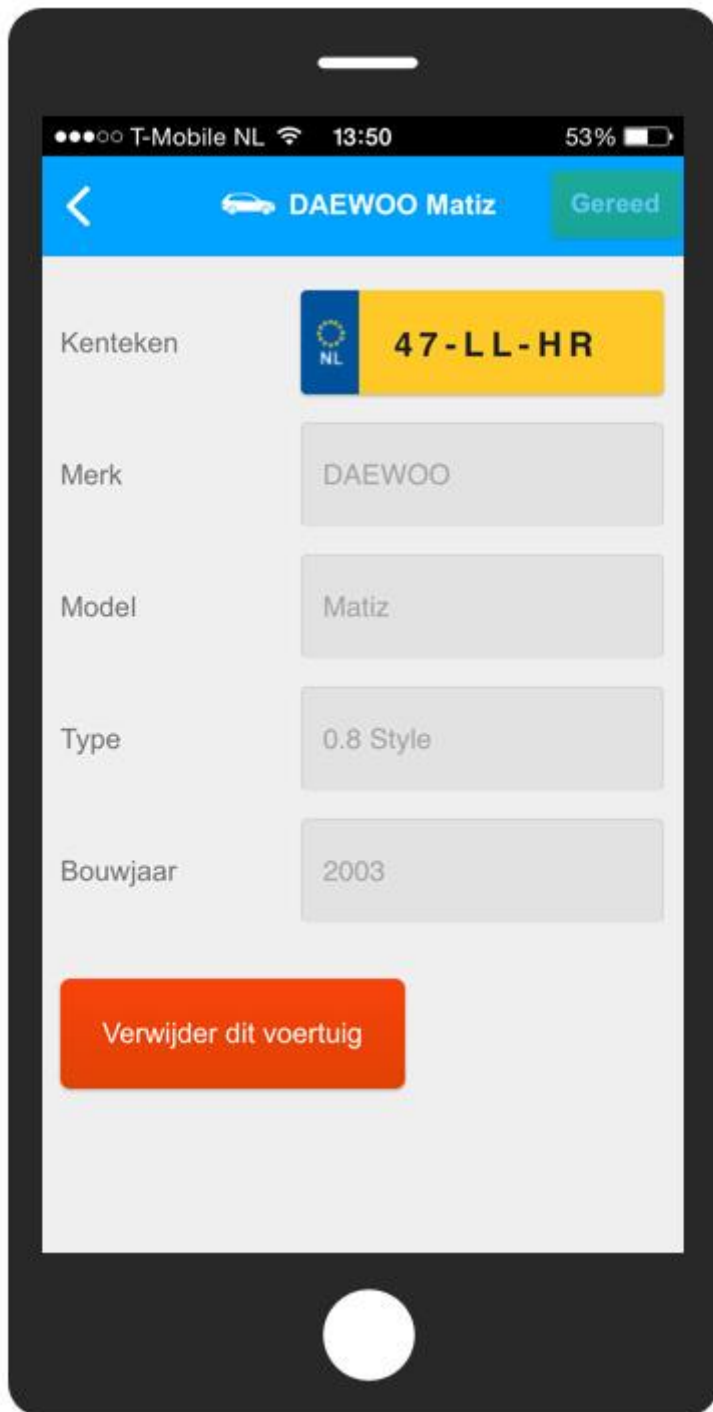 T-Mobile NL 13:50 53%
DAEWOO Matiz Gereed
Kenteken NL 47-LL-HR
Merk DAEWOO
Model Matiz
Type 0.8 Style
Bouwjaar 2003
Verwijder dit voertuig